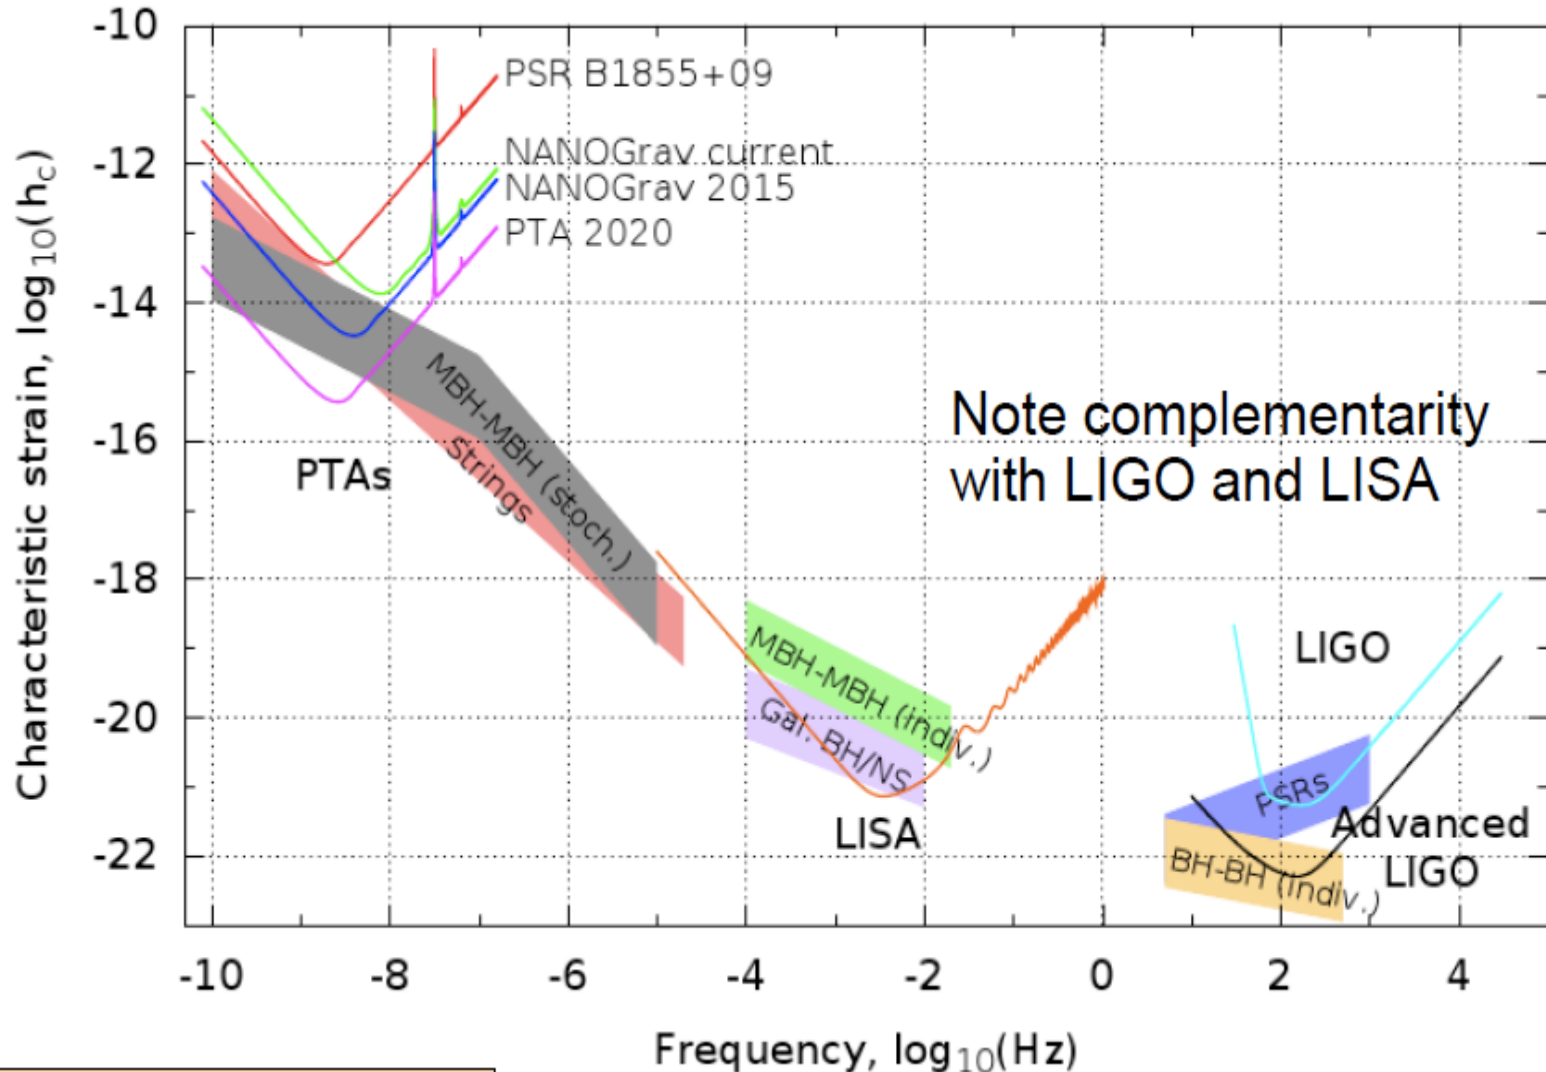 -10
-12
-14
-16
-18
-20
-22
Characteristic strain, log10(hc)
PSR B1855+09
NANOGrav current
NANOGrav 2015
PTA 2020
PTAs
MBH-MBH (stoch.)
Strings
Note complementarity
with LIGO and LISA
MBH-MBH (indiv.)
Gal. BH/NS
LISA
LIGO
PSRs
Advanced
LIGO
BH-BH (indiv.)
-10 -8 -6 -4 -2 0 2 4
Frequency, log10(Hz)